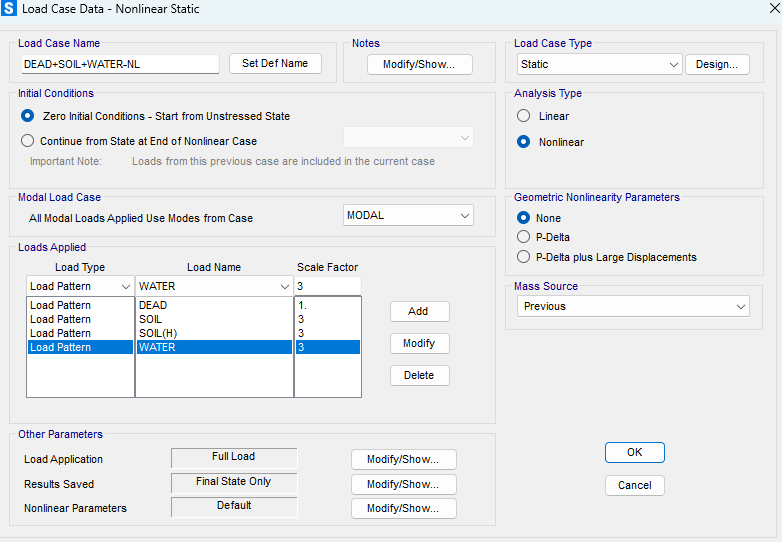 S Load Case Data - Nonlinear Static
Load Case Name
DEAD+SOIL+WATER-NL
Set Def Name
Notes
Modify/Show...
Load Case Type
Static
Design...
Initial Conditions
Zero Initial Conditions - Start from Unstressed State
Continue from State at End of Nonlinear Case
Important Note: Loads from this previous case are included in the current case
Analysis Type
Linear
Nonlinear
Modal Load Case
All Modal Loads Applied Use Modes from Case
MODAL
Geometric Nonlinearity Parameters
None
P-Delta
P-Delta plus Large Displacements
Loads Applied
Load Type Load Name Scale Factor
Load Pattern WATER 3
Load Pattern DEAD 1.
Load Pattern SOIL 3
Load Pattern SOIL(H) 3
Load Pattern WATER 3
Add
Modify
Delete
Mass Source
Previous
Other Parameters
Load Application Full Load Modify/Show...
Results Saved Final State Only Modify/Show...
Nonlinear Parameters Default Modify/Show...
OK
Cancel